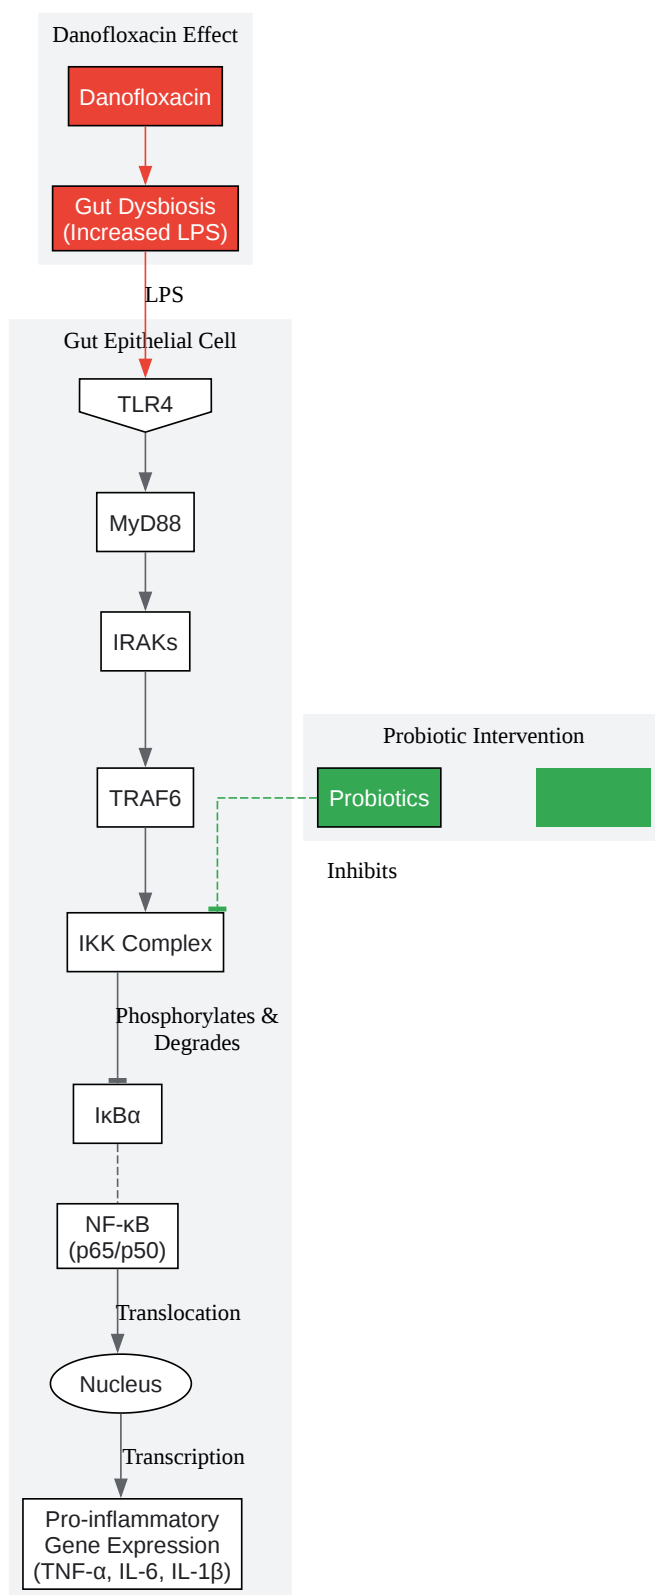 Danofloxacin Effect
Danofloxacin
Gut Dysbiosis
(Increased LPS)
LPS
Gut Epithelial Cell
TLR4
MyD88
IRAKs
Probiotic Intervention
TRAF6
Probiotics
Inhibits
IKK Complex
Phosphorylates &
Degrades
IκBα
NF-κB
(p65/p50)
Translocation
Nucleus
Transcription
Pro-inflammatory
Gene Expression
(TNF-α, IL-6, IL-1β)